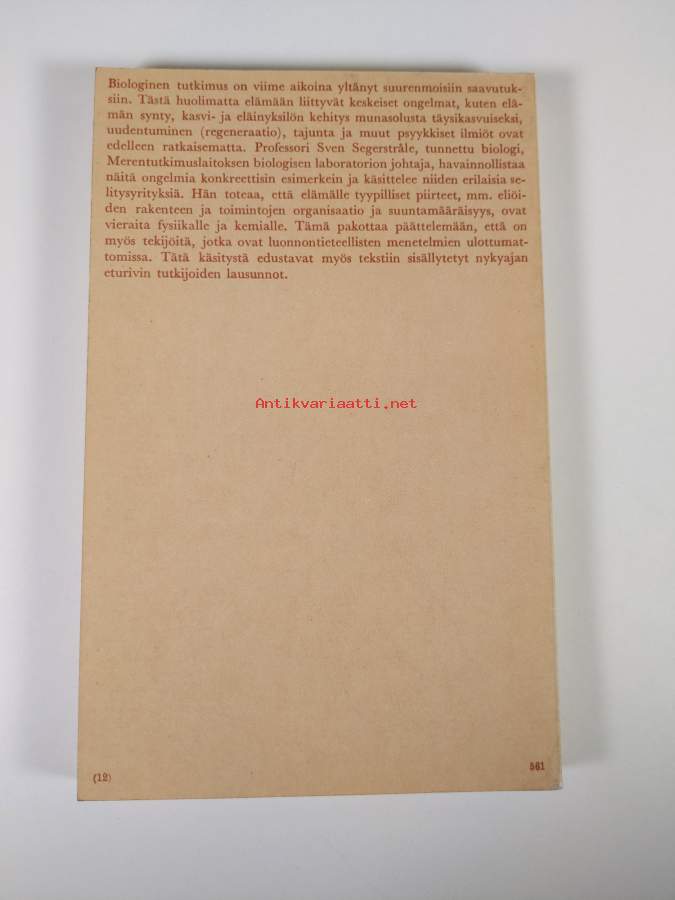 Biologinen tutkimus on viime aikoina yltänyt suurenmoisiin saavutuk-
siin. Tästä huolimatta elämään liittyvät keskeiset ongelmat, kuten elä-
män synty, kasvi- ja eläinyksilön kehitys munasolusta täysikasvuiseksi,
uudentuminen (regeneraatio), tajunta ja muut psyykkiset ilmiöt ovat
edelleen ratkaisematta. Professori Sven Segerstråle, tunnettu biologi,
Merentutkimuslaitoksen biologisen laboratorion johtaja, havainnollistaa
näitä ongelmia konkreettisin esimerkein ja käsittelee niiden erilaisia se-
litysyrityksiä. Hän toteaa, että elämälle tyypilliset piirteet, mm. eliöi-
den rakenteen ja toimintojen organisaatio ja suuntamääräisyys, ovat
vieraita fysiikalle ja kemialle. Tämä pakottaa päättelemään, että on
myös tekijöitä, jotka ovat luonnontieteellisten menetelmien ulottumat-
tomissa. Tätä käsitystä edustavat myös tekstiin sisällytetyt nykyajan
eturivin tutkijoiden lausunnot.
Antikvariaatti.net
(12)
561